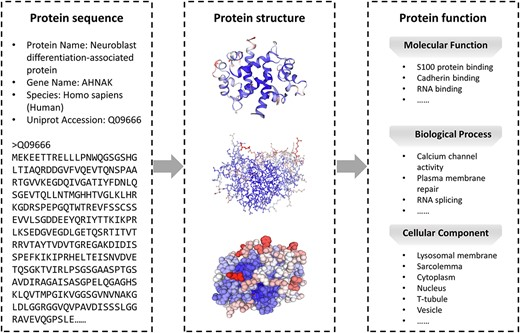 Protein sequence
• Protein Name: Neuroblast
differentiation-associated
protein
• Gene Name: AHNAK
• Species: Homo sapiens
(Human)
• Uniprot Accession: Q09666
>Q09666
MEKEETTRELLLPNWQGSGSHG
LTIAQRDDGVFVQEVTQNSPAA
RTGVVKEGDQIVGATIYFDNLQ
SGEVTQLLNTMGHHTVGLKLHR
KGDRSPEPGQTWTREVFSSCSS
EVVLSGDDEEYQRIYTTKIKPR
LKSEDGVEGDLGETQSRTITVT
RRVTAYTVDVTGREGAKDIDIS
SPEFKIKIPRHELTEISNVDVE
TQSGKTVIRLPSGSGAASPTGS
AVDIRAGAISASGPELQGAGHS
KLQVTMPGIKVGGSGVNVNAKG
LDLGGRGGVQVPAVDISSSLGG
RAVEVQGPSLE……
Protein structure
Protein function
Molecular Function
• S100 protein binding
• Cadherin binding
• RNA binding
• ……
Biological Process
• Calcium channel
activity
• Plasma membrane
repair
• RNA splicing
• ……
Cellular Component
• Lysosomal membrane
• Sarcolemma
• Cytoplasm
• Nucleus
• T-tubule
• Vesicle
• ……